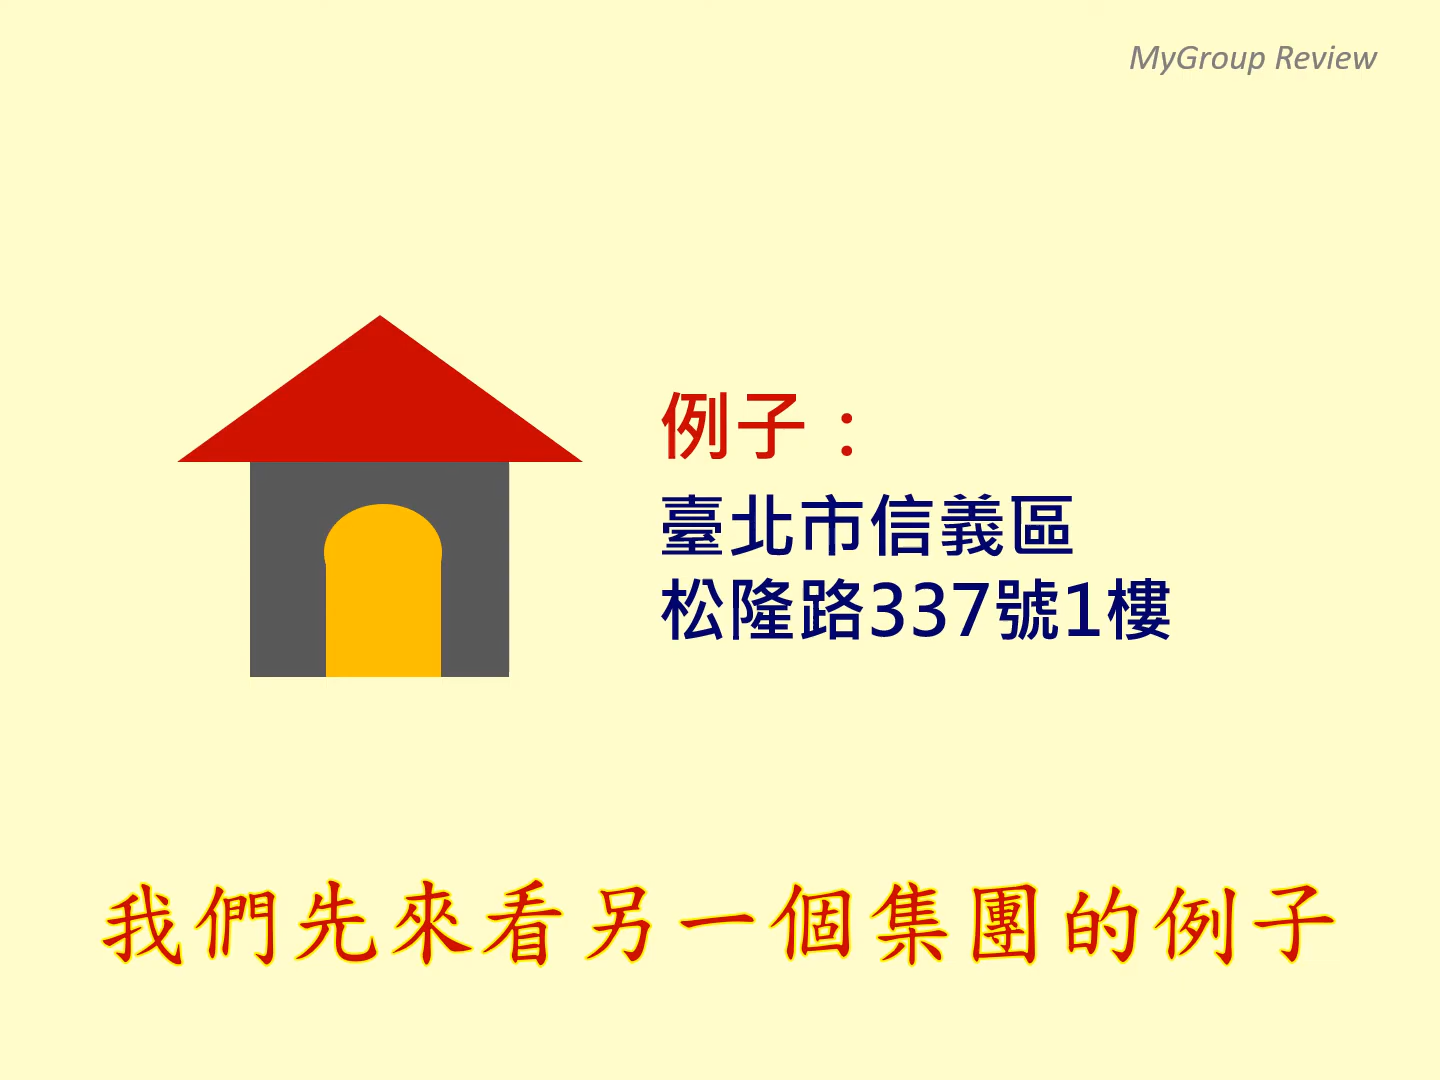 MyGroup Review
例子：
臺北市信義區
松隆路337號1樓
我們先來看另一個集團的例子